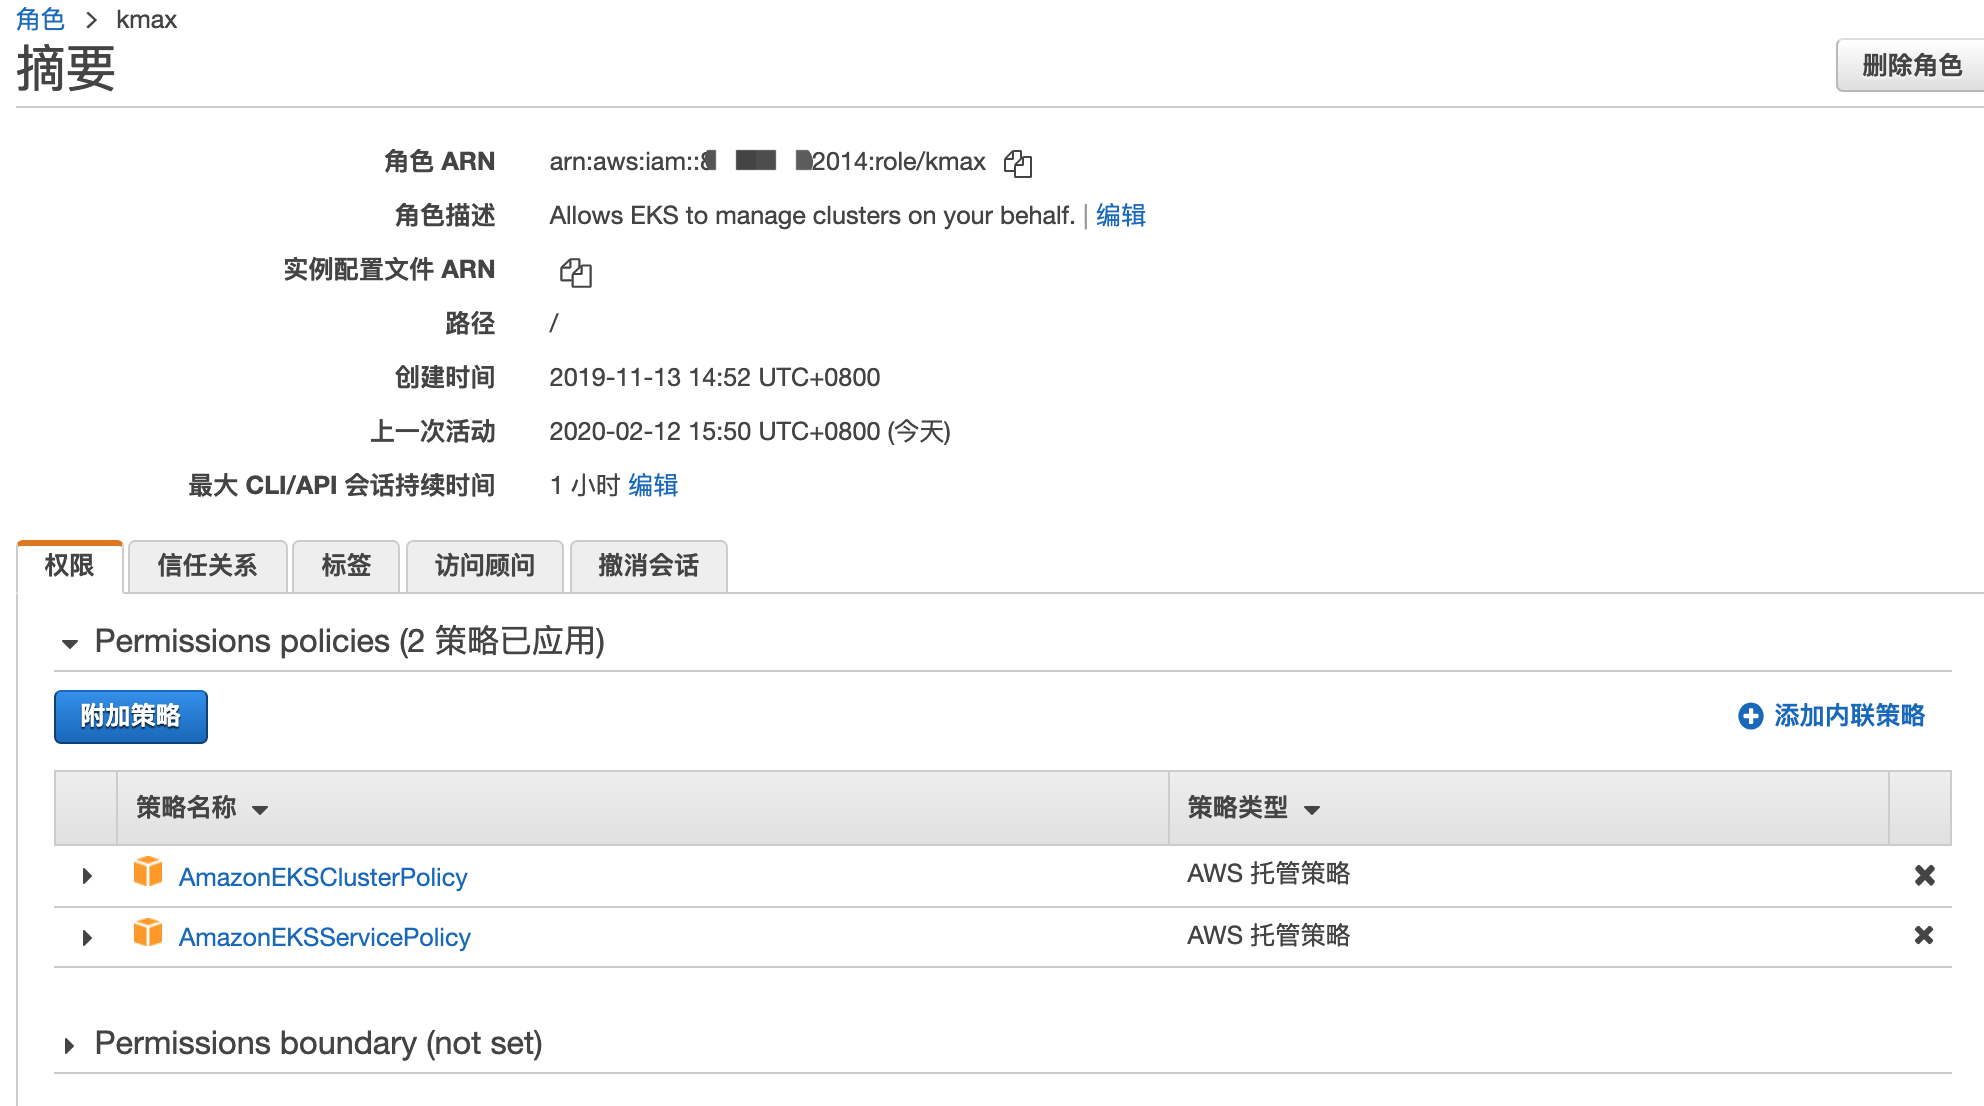 角色 > kmax
摘要
删除角色
角色 ARN arn:aws:iam:: 2014:role/kmax
角色描述 Allows EKS to manage clusters on your behalf. | 编辑
实例配置文件 ARN
路径 /
创建时间 2019-11-13 14:52 UTC+0800
上一次活动 2020-02-12 15:50 UTC+0800 (今天)
最大 CLI/API 会话持续时间 1 小时 编辑
权限 信任关系 标签 访问顾问 撤消会话
Permissions policies (2 策略已应用)
附加策略 添加内联策略
策略名称 策略类型
AmazonEKSClusterPolicy AWS 托管策略
AmazonEKSServicePolicy AWS 托管策略
Permissions boundary (not set)